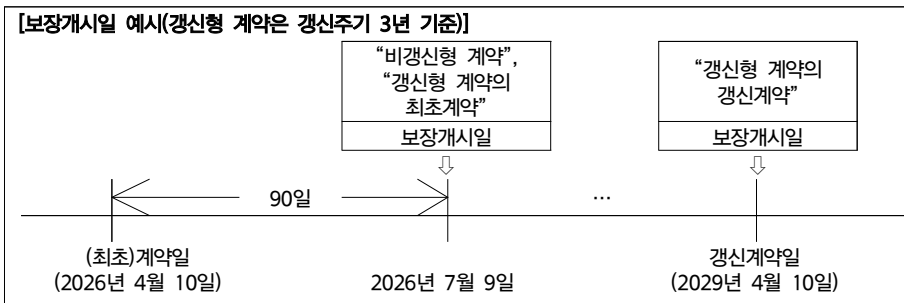 [보장개시일 예시(갱신형 계약은 갱신주기 3년 기준)]
“비갱신형 계약”,
“갱신형 계약의
최초계약”
보장개시일
“갱신형 계약의
갱신계약”
보장개시일
90일
…
(최초)계약일
(2026년 4월 10일)
2026년 7월 9일
갱신계약일
(2029년 4월 10일)